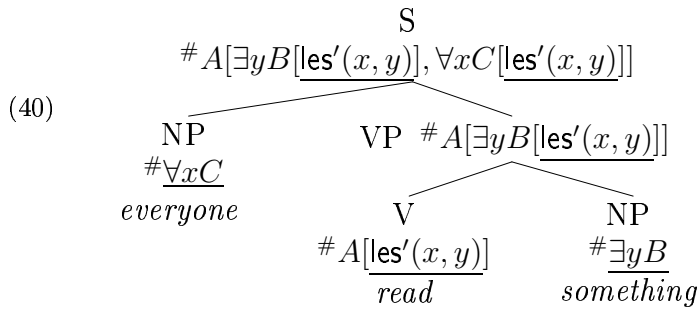 S
#A[∃yB[les′(x, y)], ∀xC[les′(x, y)]]
(40)
NP VP #A[∃yB[les′(x, y)]]
#∀xC
everyone
V NP
#A[les′(x, y)] #∃yB
read something